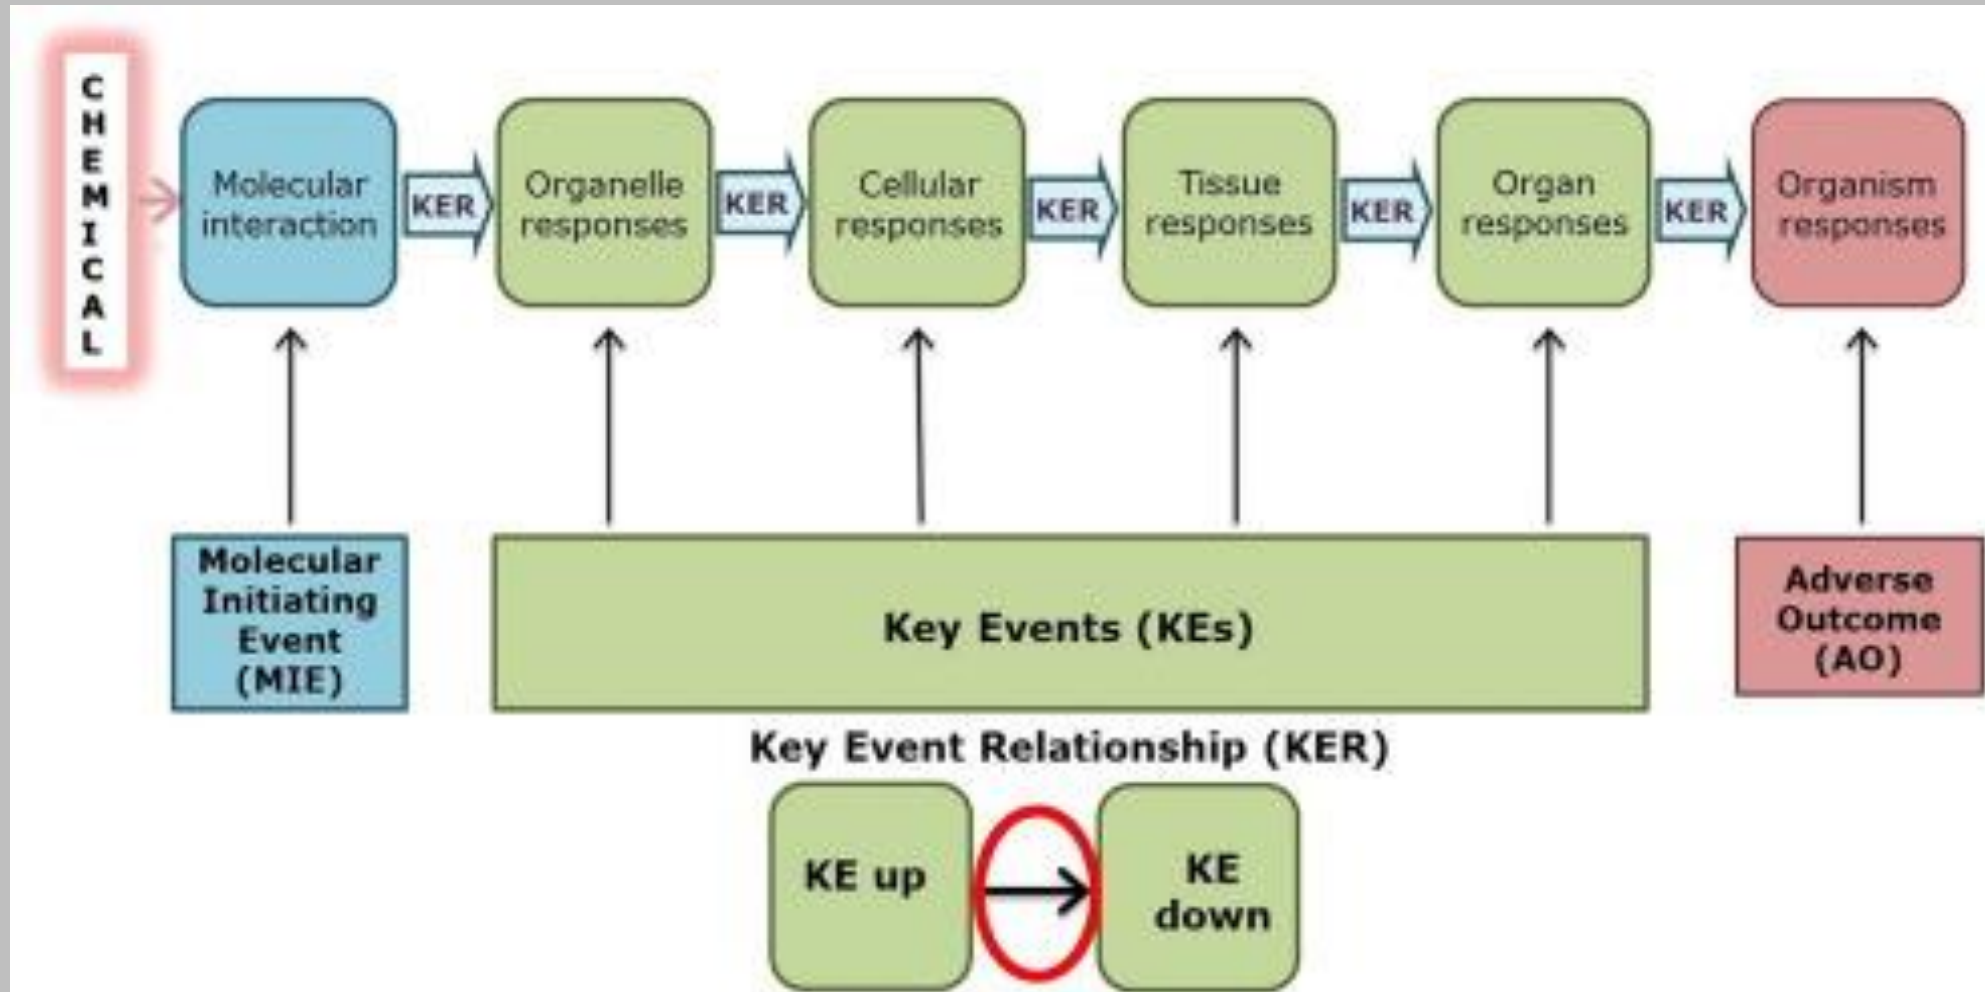 CHEMICAL
Molecular
interaction
KER
Organelle
responses
KER
Cellular
responses
KER
Tissue
responses
KER
Organ
responses
KER
Organism
responses
Molecular
Initiating
Event
(MIE)
Key Events (KEs)
Adverse
Outcome
(AO)
Key Event Relationship (KER)
KE up
KE
down